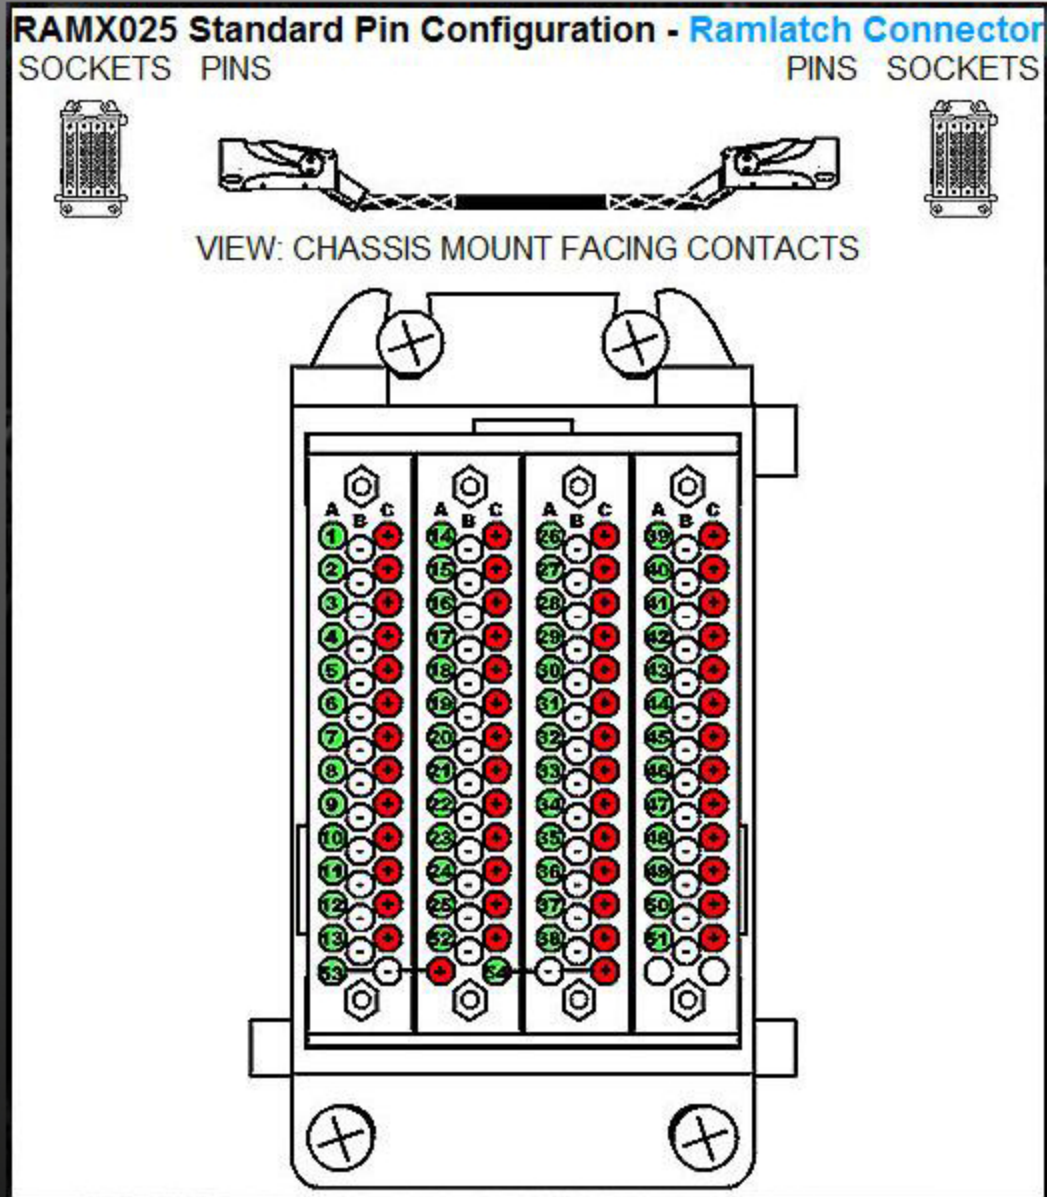 RAMX025 Standard Pin Configuration - Ramlatch Connector
SOCKETS PINS PINS SOCKETS
VIEW: CHASSIS MOUNT FACING CONTACTS
A B C A B C A B C A B C
1 - + 14 - + 26 - + 39 - +
2 - + 15 - + 27 - + 40 - +
3 - + 16 - + 28 - + 41 - +
4 - + 17 - + 29 - + 42 - +
5 - + 18 - + 30 - + 43 - +
6 - + 19 - + 31 - + 44 - +
7 - + 20 - + 32 - + 45 - +
8 - + 21 - + 33 - + 46 - +
9 - + 22 - + 34 - + 47 - +
10 - + 23 - + 35 - + 48 - +
11 - + 24 - + 36 - + 49 - +
12 - + 25 - + 37 - + 50 - +
13 - + 52 - + 38 - + 51 - +
53 - + 54 - +